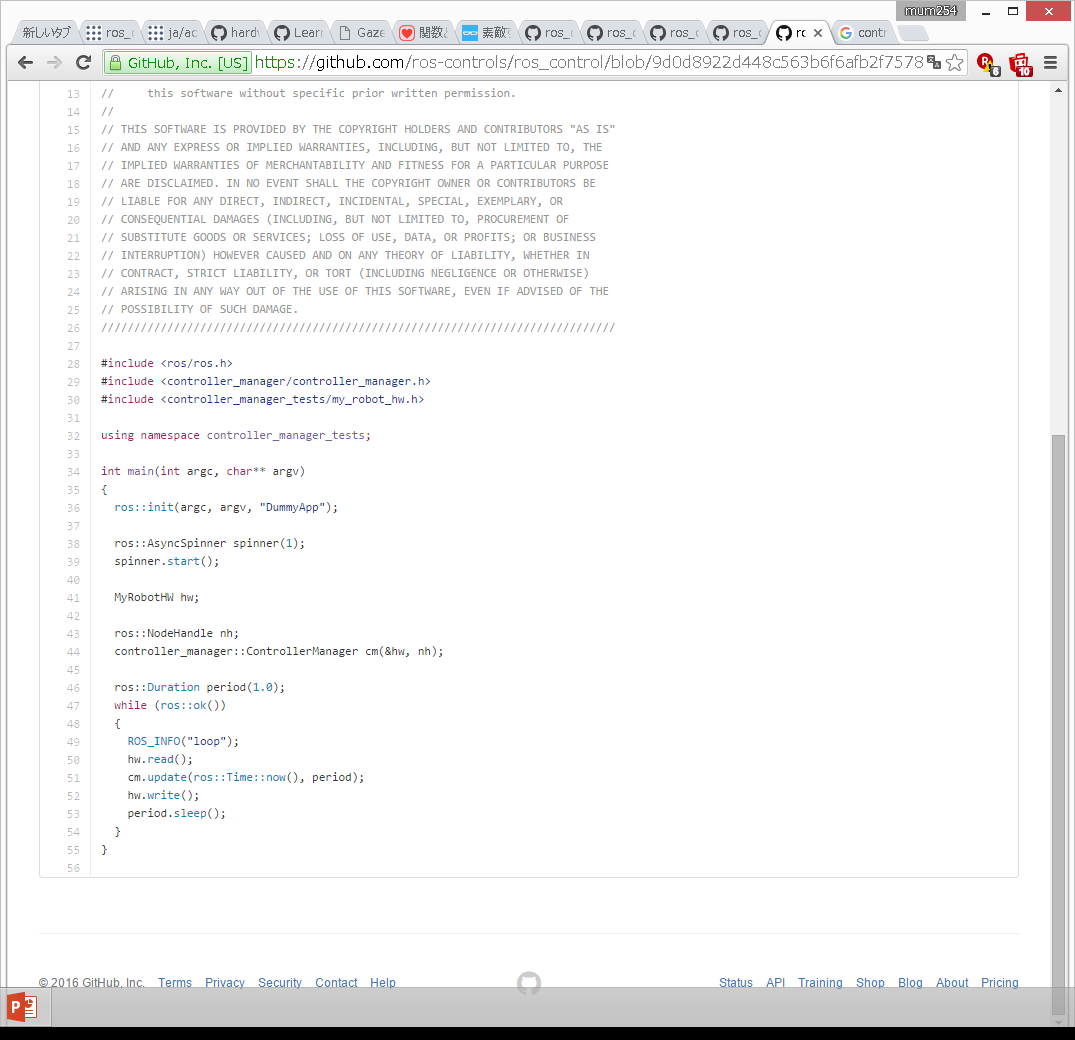 mum254
新しいタブ ros_c ja/ac hardv Lear Gaze 関数 素敵 ros_c ros_c ros_c ros_c rc contr
GitHub, Inc. [US] https://github.com/ros-controls/ros_control/blob/9d0d8922d448c563b6f6afb2f7578
6 10
13 //     this software without specific prior written permission.
14 //
15 // THIS SOFTWARE IS PROVIDED BY THE COPYRIGHT HOLDERS AND CONTRIBUTORS "AS IS"
16 // AND ANY EXPRESS OR IMPLIED WARRANTIES, INCLUDING, BUT NOT LIMITED TO, THE
17 // IMPLIED WARRANTIES OF MERCHANTABILITY AND FITNESS FOR A PARTICULAR PURPOSE
18 // ARE DISCLAIMED. IN NO EVENT SHALL THE COPYRIGHT OWNER OR CONTRIBUTORS BE
19 // LIABLE FOR ANY DIRECT, INDIRECT, INCIDENTAL, SPECIAL, EXEMPLARY, OR
20 // CONSEQUENTIAL DAMAGES (INCLUDING, BUT NOT LIMITED TO, PROCUREMENT OF
21 // SUBSTITUTE GOODS OR SERVICES; LOSS OF USE, DATA, OR PROFITS; OR BUSINESS
22 // INTERRUPTION) HOWEVER CAUSED AND ON ANY THEORY OF LIABILITY, WHETHER IN
23 // CONTRACT, STRICT LIABILITY, OR TORT (INCLUDING NEGLIGENCE OR OTHERWISE)
24 // ARISING IN ANY WAY OUT OF THE USE OF THIS SOFTWARE, EVEN IF ADVISED OF THE
25 // POSSIBILITY OF SUCH DAMAGE.
26 //////////////////////////////////////////////////////////////////////////////
27
28 #include <ros/ros.h>
29 #include <controller_manager/controller_manager.h>
30 #include <controller_manager_tests/my_robot_hw.h>
31
32 using namespace controller_manager_tests;
33
34 int main(int argc, char** argv)
35 {
36   ros::init(argc, argv, "DummyApp");
37
38   ros::AsyncSpinner spinner(1);
39   spinner.start();
40
41   MyRobotHW hw;
42
43   ros::NodeHandle nh;
44   controller_manager::ControllerManager cm(&hw, nh);
45
46   ros::Duration period(1.0);
47   while (ros::ok())
48   {
49     ROS_INFO("loop");
50     hw.read();
51     cm.update(ros::Time::now(), period);
52     hw.write();
53     period.sleep();
54   }
55 }
56
© 2016 GitHub, Inc. Terms Privacy Security Contact Help Status API Training Shop Blog About Pricing
P